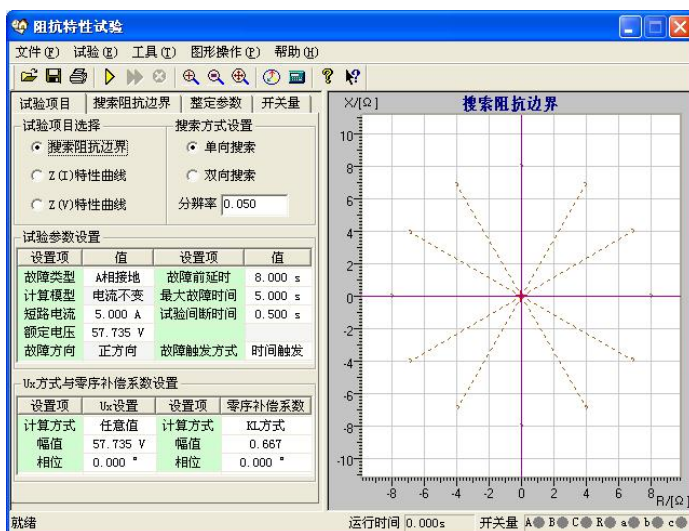 阻抗特性试验
文件(F) 试验(E) 工具(T) 图形操作(P) 帮助(H)
试验项目 搜索阻抗边界 整定参数 开关量
试验项目选择 搜索方式设置
搜索阻抗边界 单向搜索
Z(I)特性曲线 双向搜索
Z(V)特性曲线 分辨率 0.050
试验参数设置
设置项 值 设置项 值
故障类型 A相接地 故障前延时 8.000 s
计算模型 电流不变 最大故障时间 5.000 s
短路电流 5.000 A 试验间断时间 0.500 s
额定电压 57.735 V
故障方向 正方向 故障触发方式 时间触发
Ux方式与零序补偿系数设置
设置项 Ux设置 设置项 零序补偿系数
计算方式 任意值 计算方式 KL方式
幅值 57.735 V 幅值 0.667
相位 0.000 ° 相位 0.000 °
X/[Ω] 搜索阻抗边界
10
8
6
4
2
0
-2
-4
-6
-8
-10
-8 -6 -4 -2 0 2 4 6 8
R/[Ω]
就绪 运行时间 0.000s 开关量 A B C R a b c